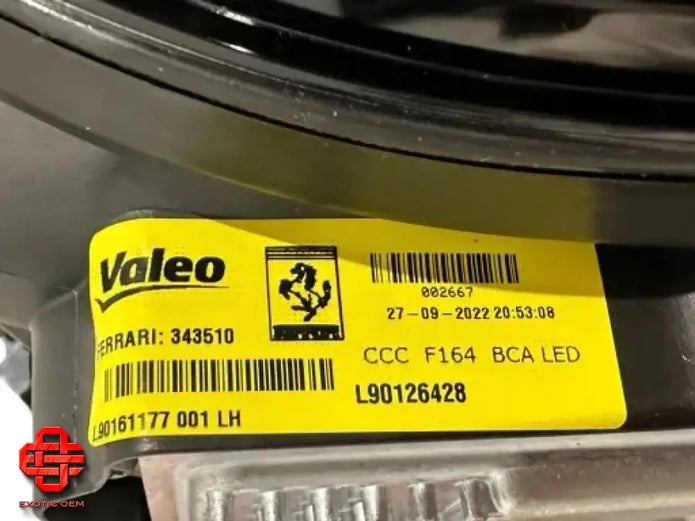 Valeo
FERRARI: 343510
L90161177 001 LH
002667
27-09-2022 20:53:08
CCC F164 BCA LED
L90126428
EXOTIC OEM